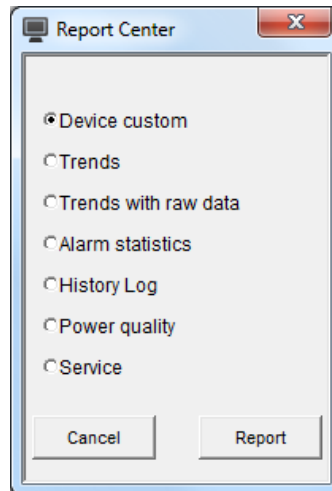 Report Center
Device custom
Trends
Trends with raw data
Alarm statistics
History Log
Power quality
Service
Cancel Report